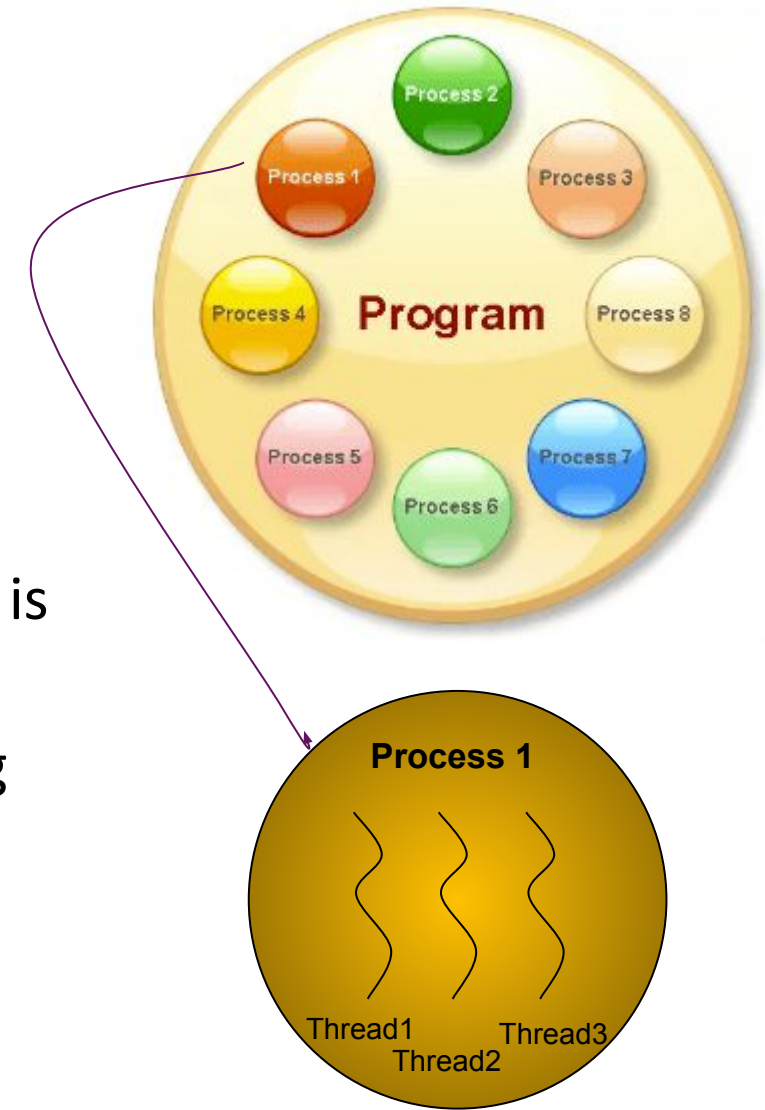 Process 2
Process 1
Process 3
Process 4
Program
Process 8
Process 5
Process 7
Process 6
is
g
Process 1
Thread1
Thread2
Thread3